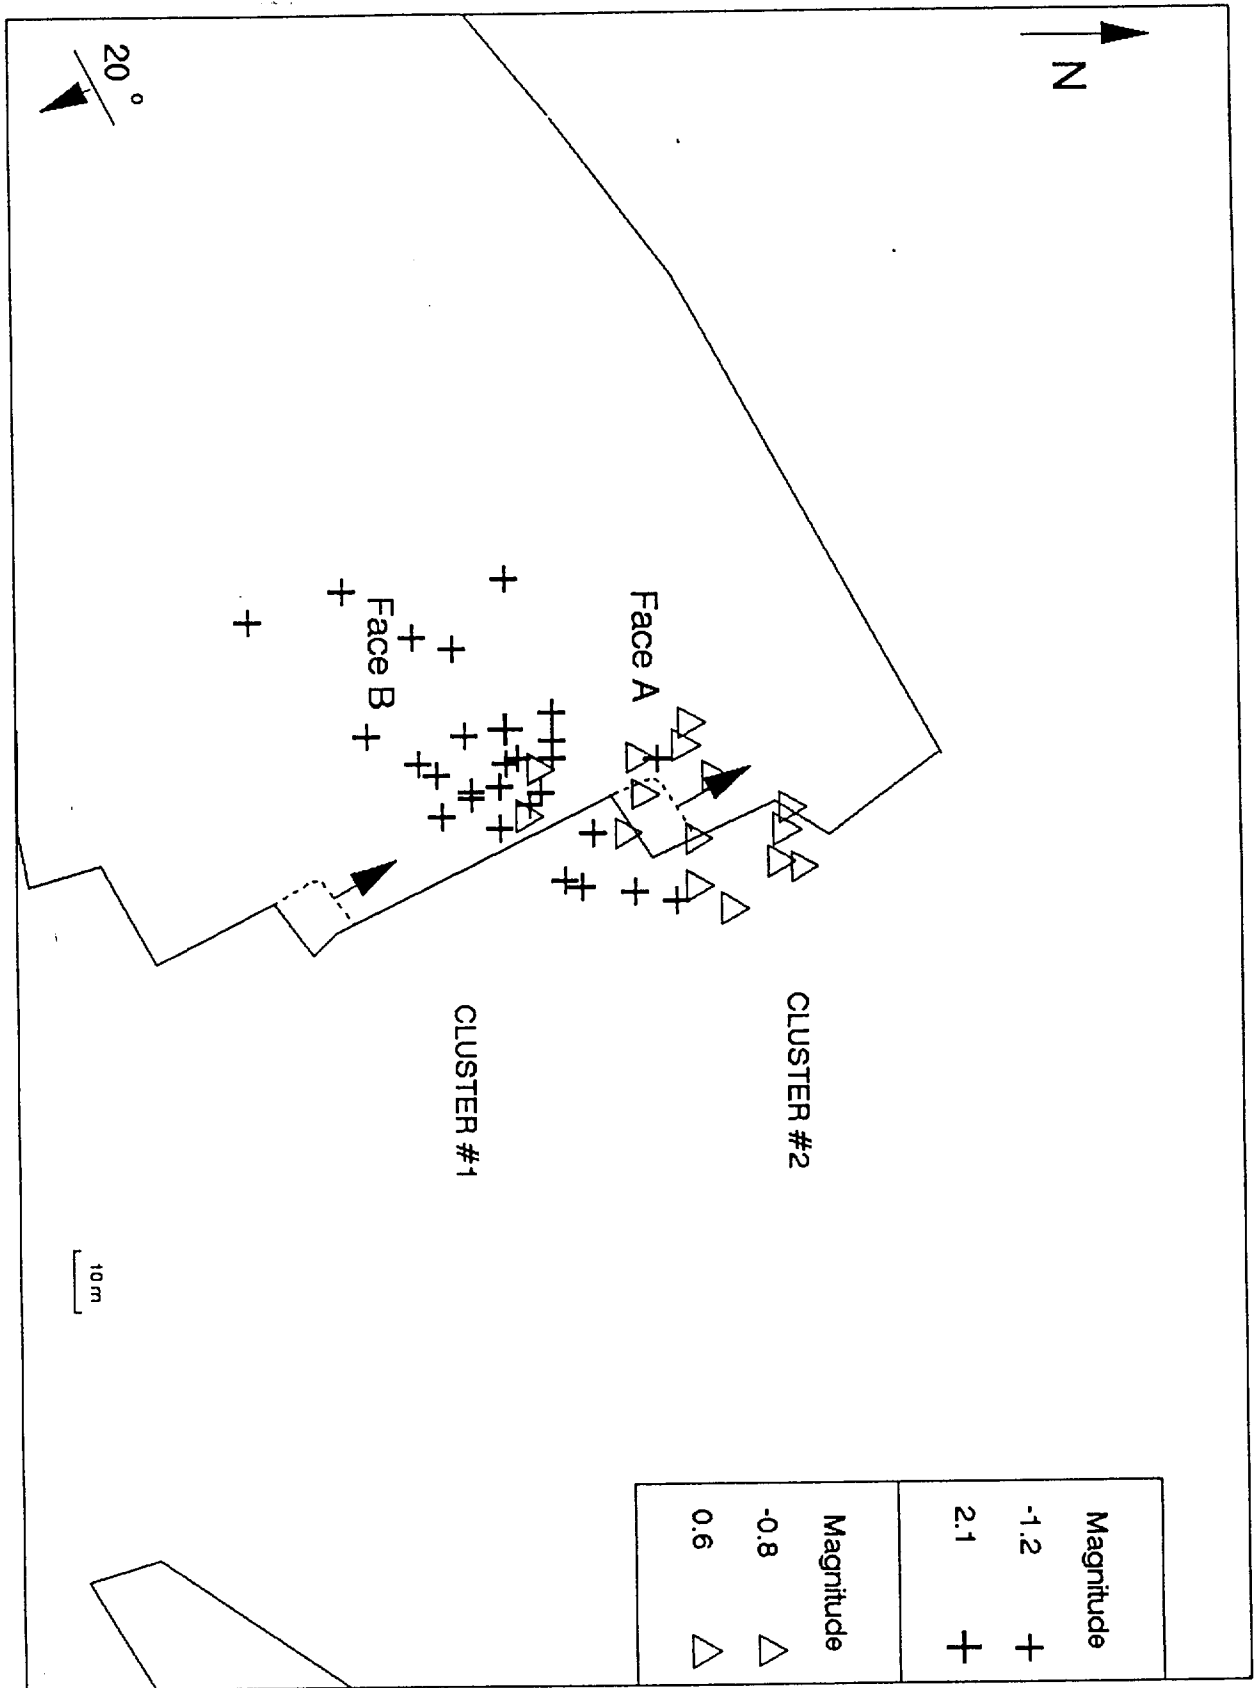 N
20 °
Face A
Face B
CLUSTER #2
CLUSTER #1
10 m
Magnitude
-1.2
2.1
Magnitude
-0.8
0.6